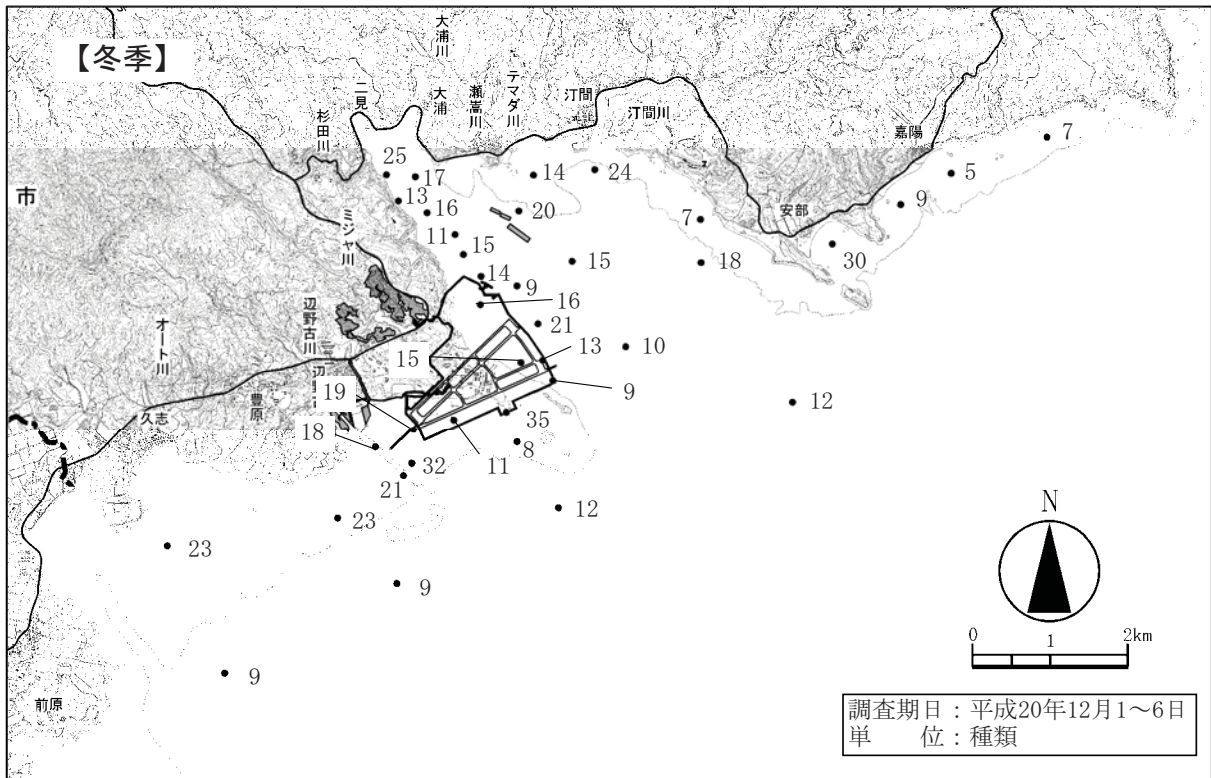 【冬季】
大浦川
二見
大浦
瀬嵩川
テマダ川
汀間
汀間川
杉田川
嘉陽
7
25
17
14
24
5
市
13
16
20
7
9
安部
ミジャ川
11
15
15
18
30
14
9
16
辺野古川
21
オート川
15
13
10
19
9
12
豊原
久志
18
35
11
8
32
21
12
23
23
9
N
0 1 2km
9
前原
調査期日：平成20年12月1～6日
単　　位：種類